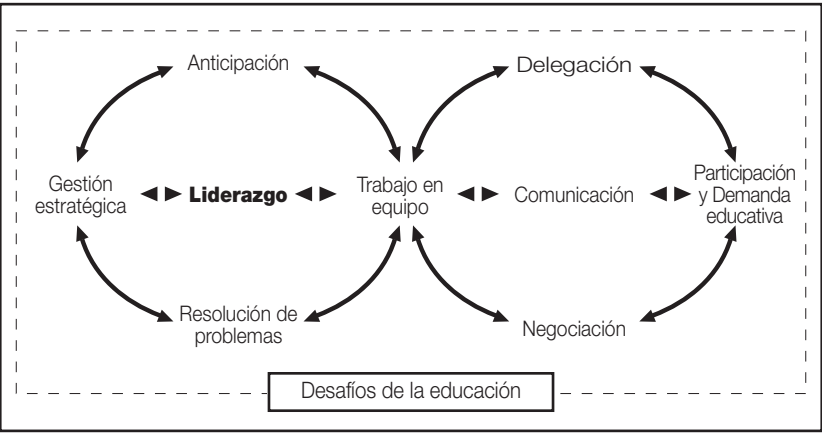 Anticipación
Delegación
Gestión
estratégica
Liderazgo
Trabajo en
equipo
Comunicación
Participación
y Demanda
educativa
Resolución de
problemas
Negociación
Desafíos de la educación